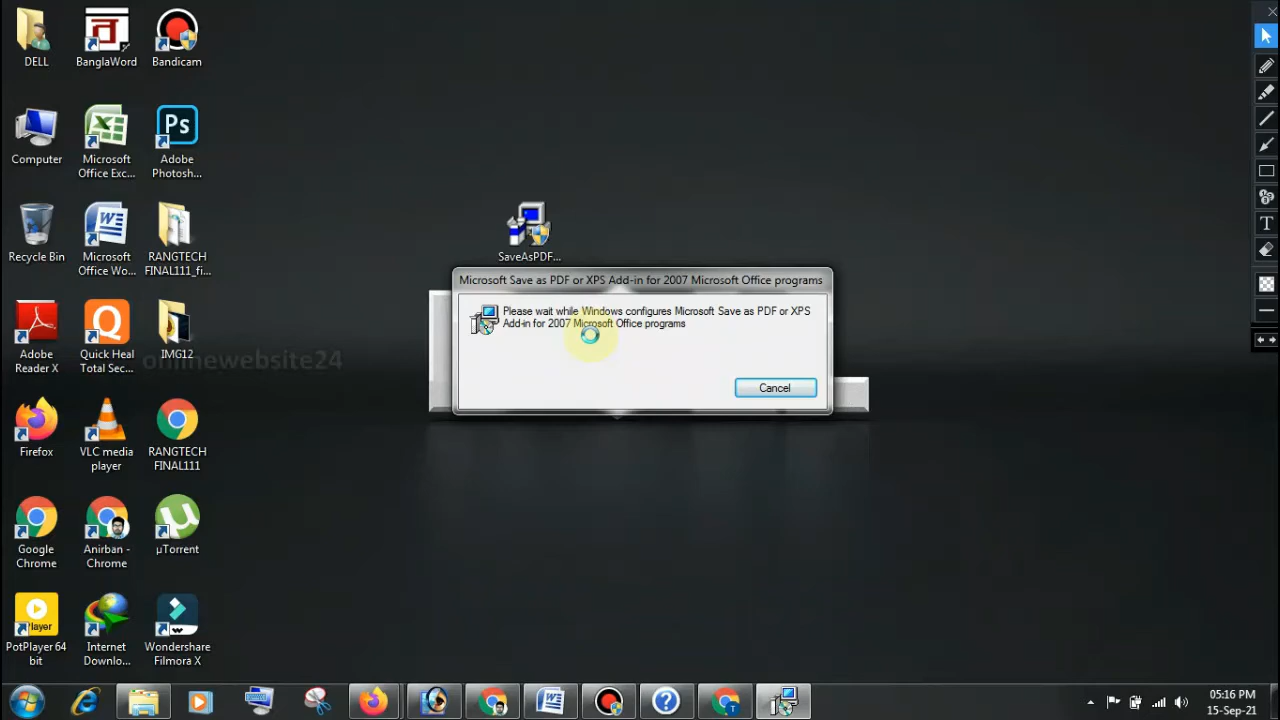 DELL
BanglaWord
Bandicam
Computer
Microsoft
Office Exc...
Ps
Adobe
Photosh...
Recycle Bin
Microsoft
Office Wo...
RANGTECH
FINAL111_fi...
SaveAsPDF...
Microsoft Save as PDF or XPS Add-in for 2007 Microsoft Office programs
Please wait while Windows configures Microsoft Save as PDF or XPS
Add-in for 2007 Microsoft Office programs
Cancel
Adobe
Reader X
Quick Heal
Total Sec...
IMG12
onlinewebsite24
Firefox
VLC media
player
RANGTECH
FINAL111
Google
Chrome
Anirban -
Chrome
µTorrent
Player
PotPlayer 64
bit
Internet
Downlo...
Wondershare
Filmora X
T
05:16 PM
15-Sep-21